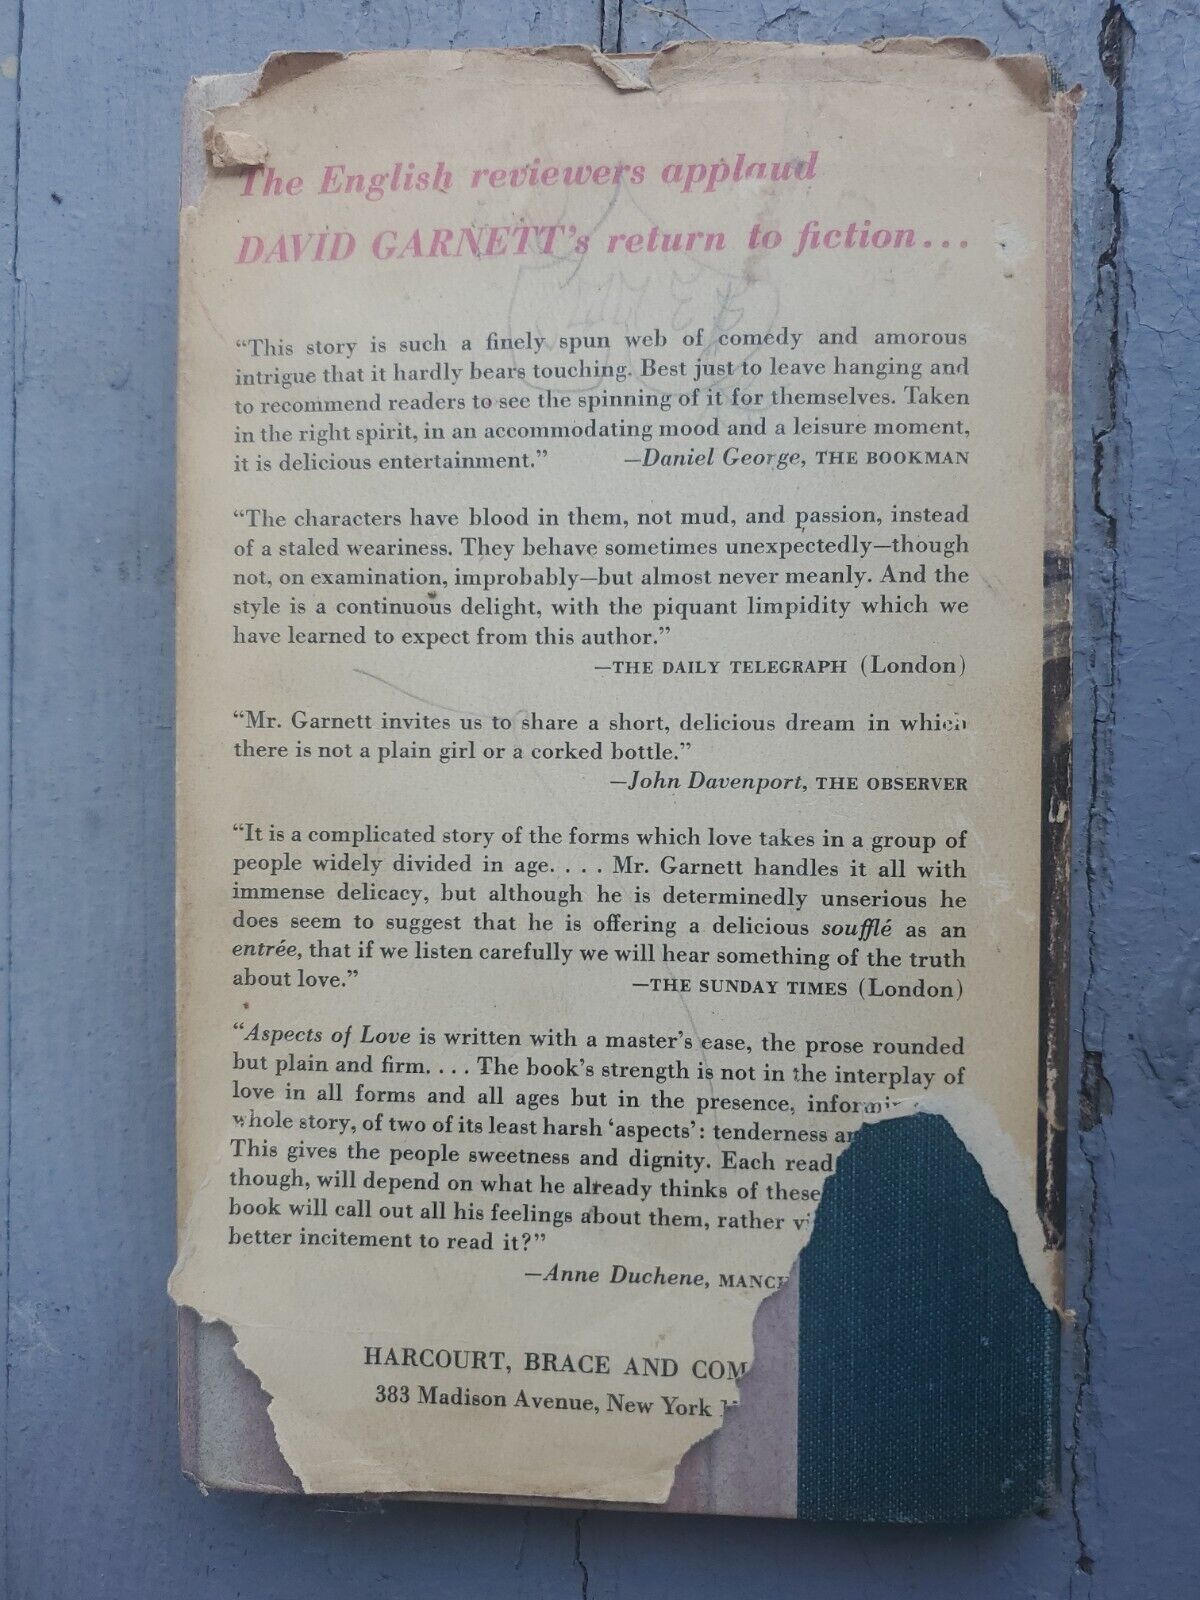 The English reviewers applaud
DAVID GARNETT's return to fiction...
“This story is such a finely spun web of comedy and amorous
intrigue that it hardly bears touching. Best just to leave hanging and
to recommend readers to see the spinning of it for themselves. Taken
in the right spirit, in an accommodating mood and a leisure moment,
it is delicious entertainment.” —Daniel George, THE BOOKMAN
“The characters have blood in them, not mud, and passion, instead
of a staled weariness. They behave sometimes unexpectedly—though
not, on examination, improbably—but almost never meanly. And the
style is a continuous delight, with the piquant limpidity which we
have learned to expect from this author.”
—THE DAILY TELEGRAPH (London)
“Mr. Garnett invites us to share a short, delicious dream in which
there is not a plain girl or a corked bottle.”
—John Davenport, THE OBSERVER
“It is a complicated story of the forms which love takes in a group of
people widely divided in age. . . . Mr. Garnett handles it all with
immense delicacy, but although he is determinedly unserious he
does seem to suggest that he is offering a delicious soufflé as an
entrée, that if we listen carefully we will hear something of the truth
about love.” —THE SUNDAY TIMES (London)
“Aspects of Love is written with a master's ease, the prose rounded
but plain and firm. . . . The book's strength is not in the interplay of
love in all forms and all ages but in the presence,
whole story, of two of its least harsh ‘aspects’: tenderness
This gives the people sweetness and dignity. Each
though, will depend on what he already thinks of these
book will call out all his feelings about them, rather
better incitement to read it?”
—Anne Duchene,
HARCOURT, BRACE AND
383 Madison Avenue, New York